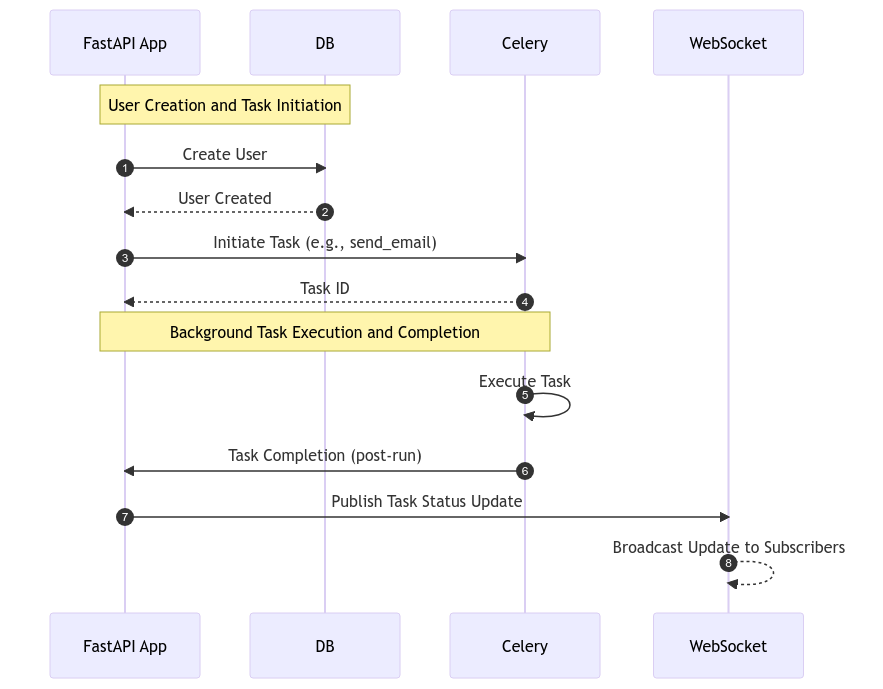 FastAPI App
DB
Celery
WebSocket
User Creation and Task Initiation
Create User
1
User Created
2
Initiate Task (e.g., send_email)
3
Task ID
4
Background Task Execution and Completion
Execute Task
5
Task Completion (post-run)
6
Publish Task Status Update
7
Broadcast Update to Subscribers
8
FastAPI App
DB
Celery
WebSocket